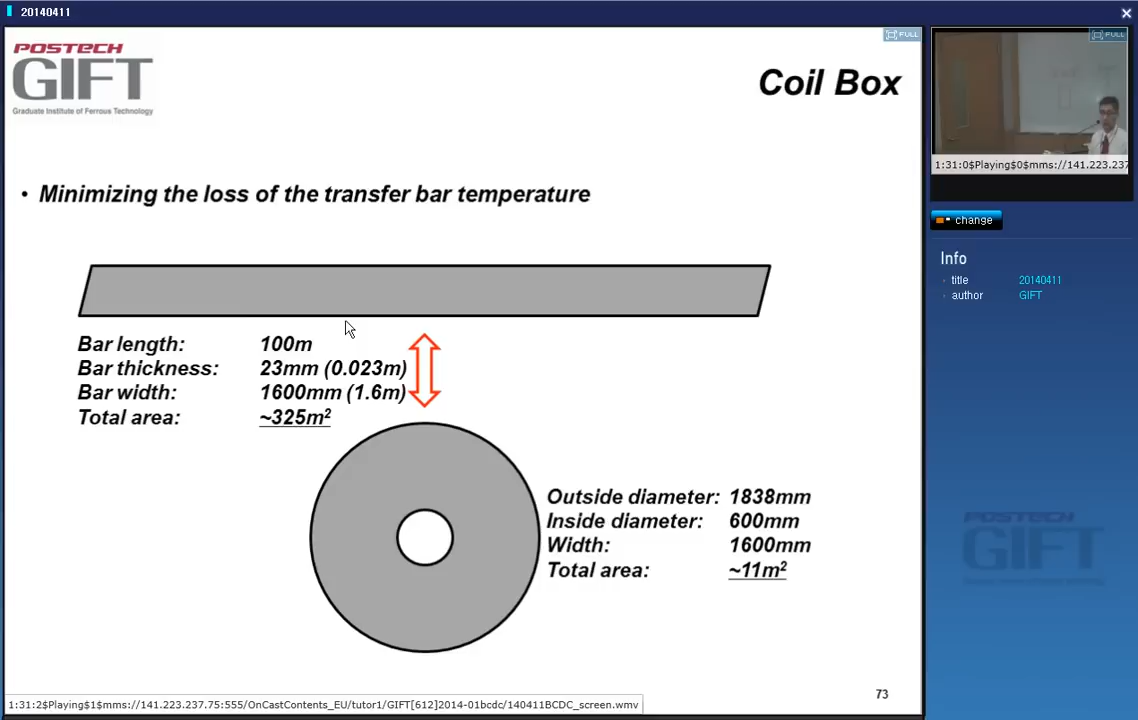 20140411
POSTECH
GIFT
Graduate Institute of Ferrous Technology
FULL
Coil Box
• Minimizing the loss of the transfer bar temperature
Bar length: 100m
Bar thickness: 23mm (0.023m)
Bar width: 1600mm (1.6m)
Total area: ~325m²
Outside diameter: 1838mm
Inside diameter: 600mm
Width: 1600mm
Total area: ~11m²
73
1:31:2$Playing$1$mms://141.223.237.75:555/OnCastContents_EU/tutor1/GIFT[612]2014-01bcdc/140411BCDC_screen.wmv
FULL
1:31:0$Playing$0$mms://141.223.237
change
Info
title 20140411
author GIFT
POSTECH
GIFT